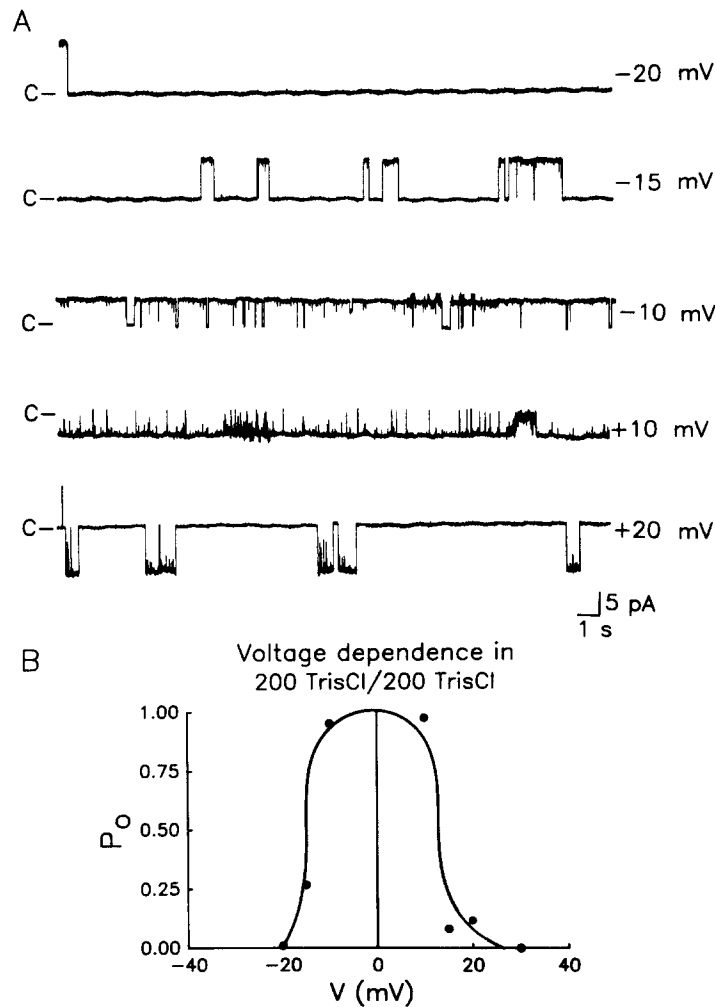 A
C– –20 mV
C– –15 mV
C– –10 mV
C– +10 mV
C– +20 mV
5 pA
1 s
B
Voltage dependence in
200 TrisCl/200 TrisCl
1.00
0.75
0.50
0.25
0.00
Po
–40 –20 0 20 40
V (mV)